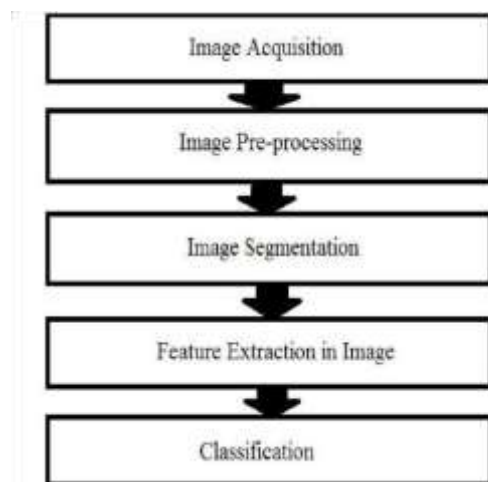 Image Acquisition
Image Pre-processing
Image Segmentation
Feature Extraction in Image
Classification